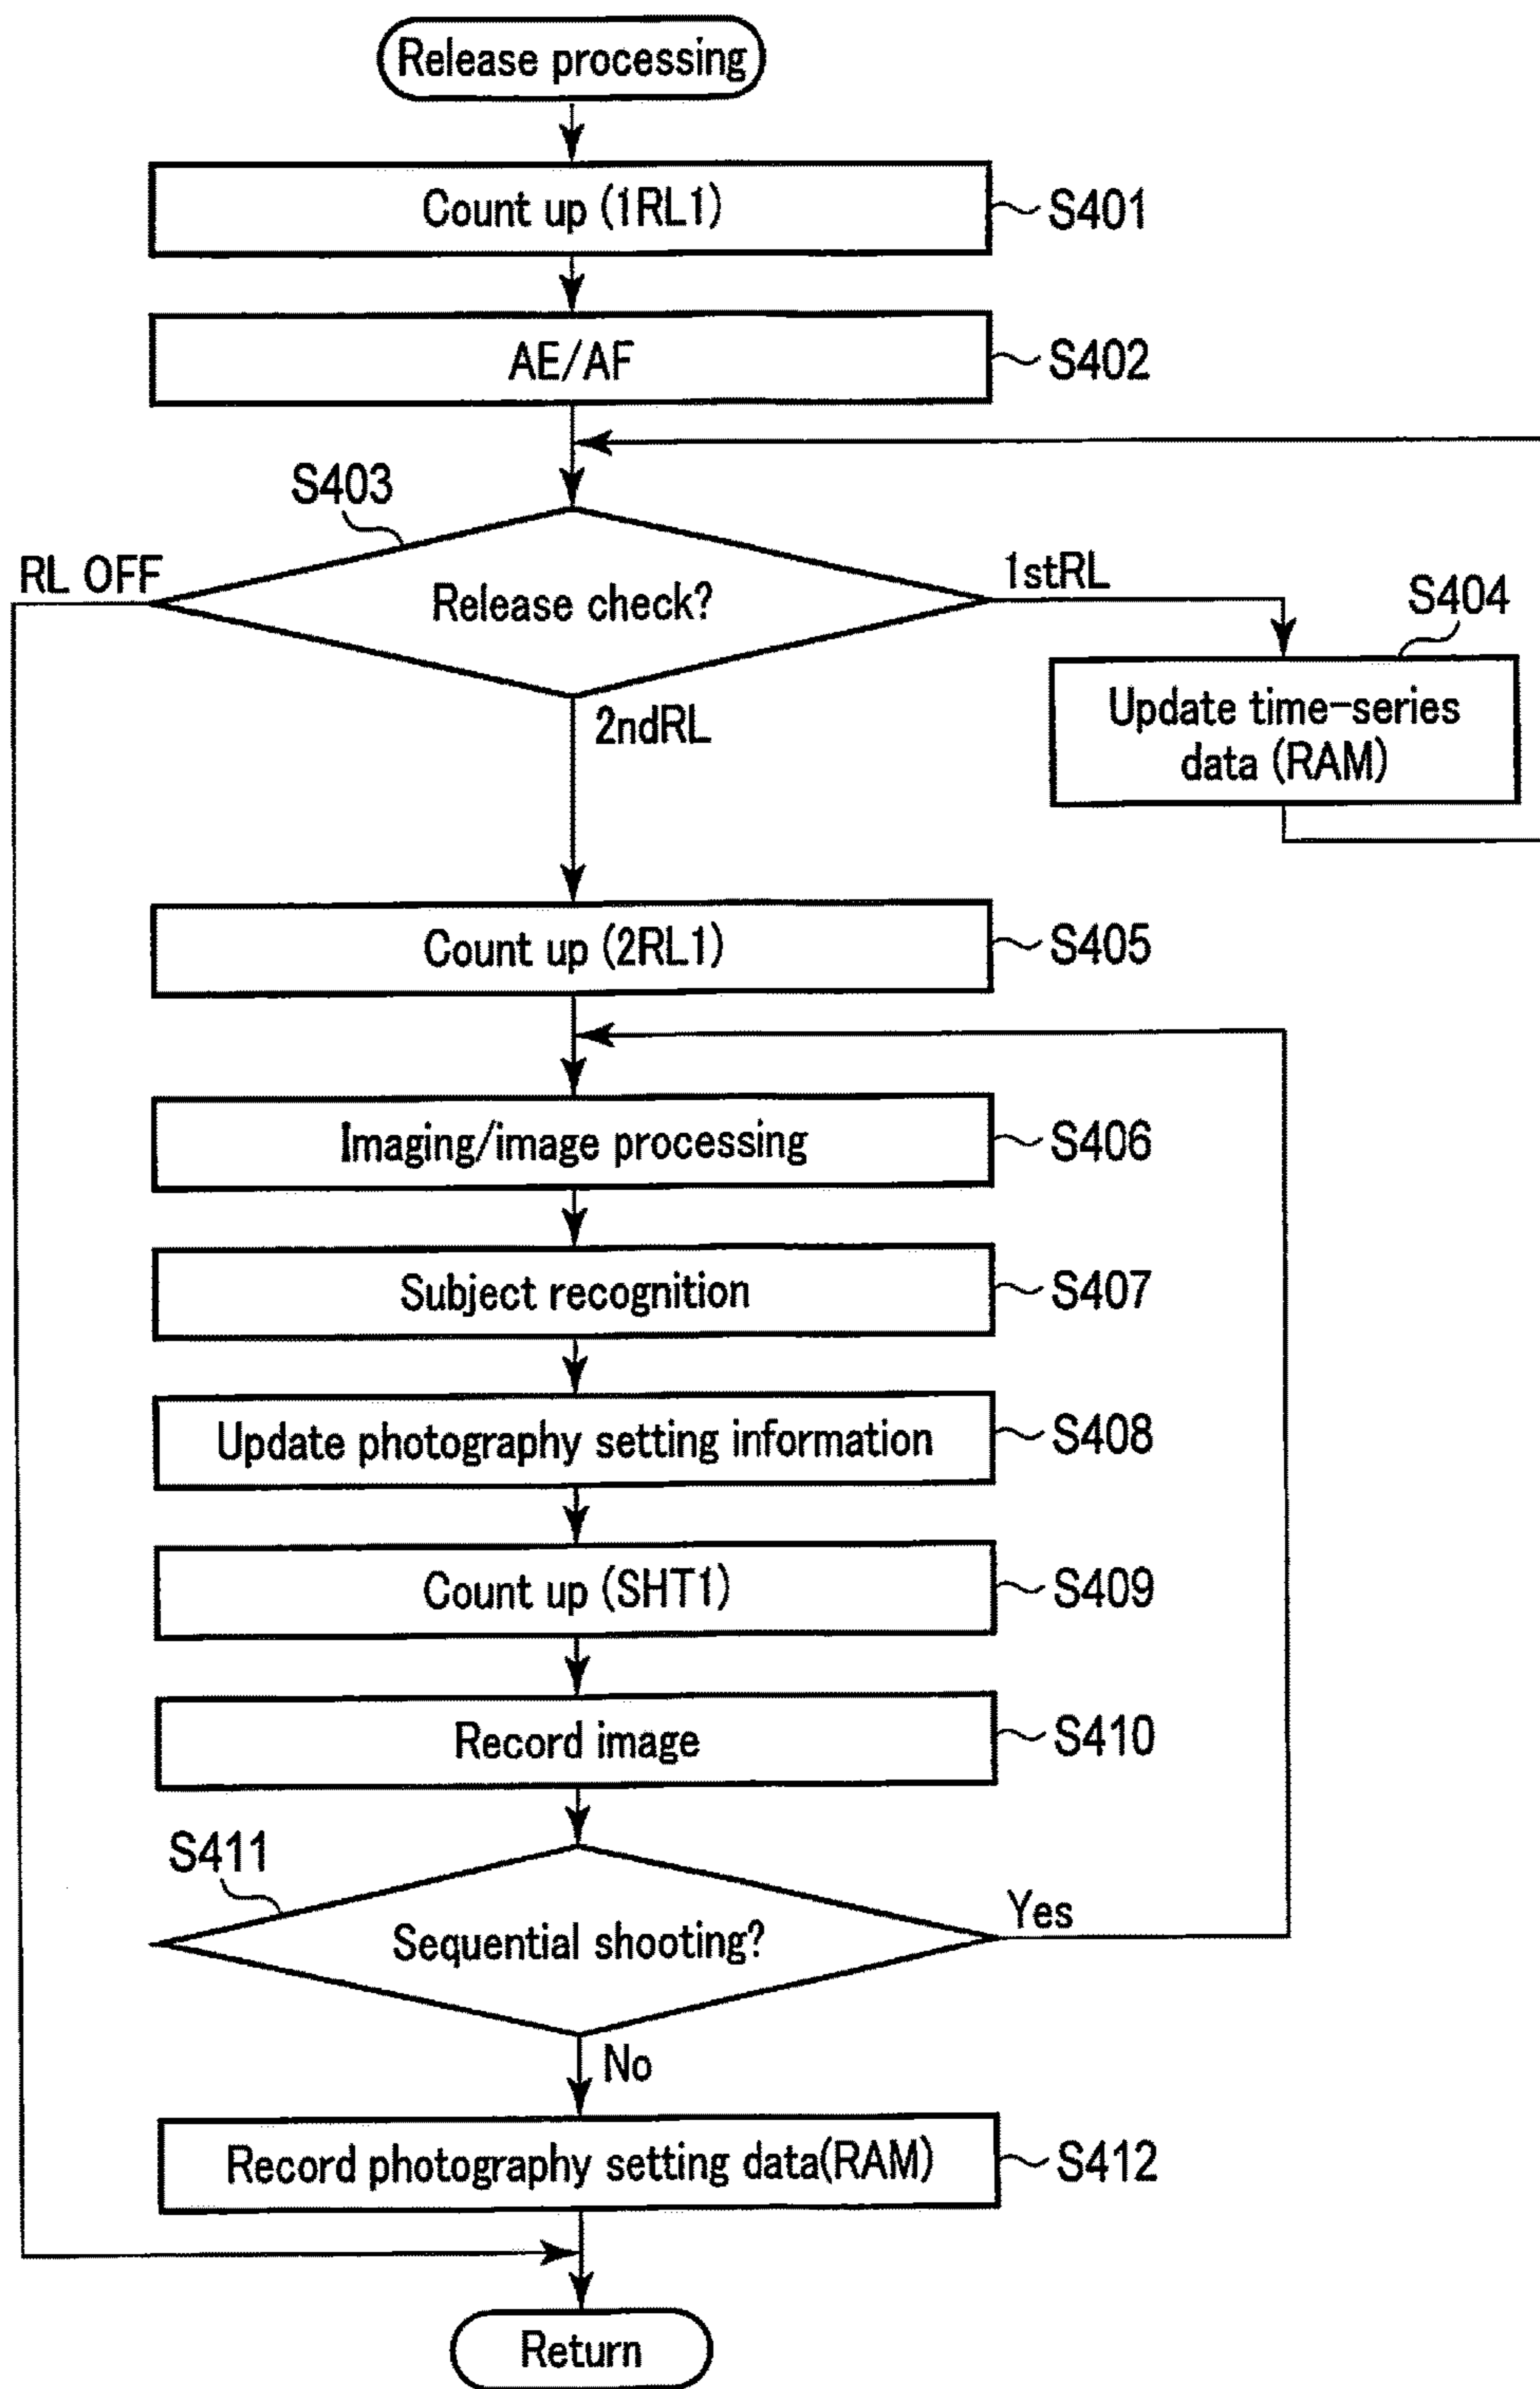 Release processing
Count up (1RL1)
S401
AE/AF
S402
S403
RL OFF
Release check?
1stRL
S404
Update time-series
data (RAM)
2ndRL
Count up (2RL1)
S405
Imaging/image processing
S406
Subject recognition
S407
Update photography setting information
S408
Count up (SHT1)
S409
Record image
S410
S411
Sequential shooting?
Yes
No
Record photography setting data(RAM)
S412
Return